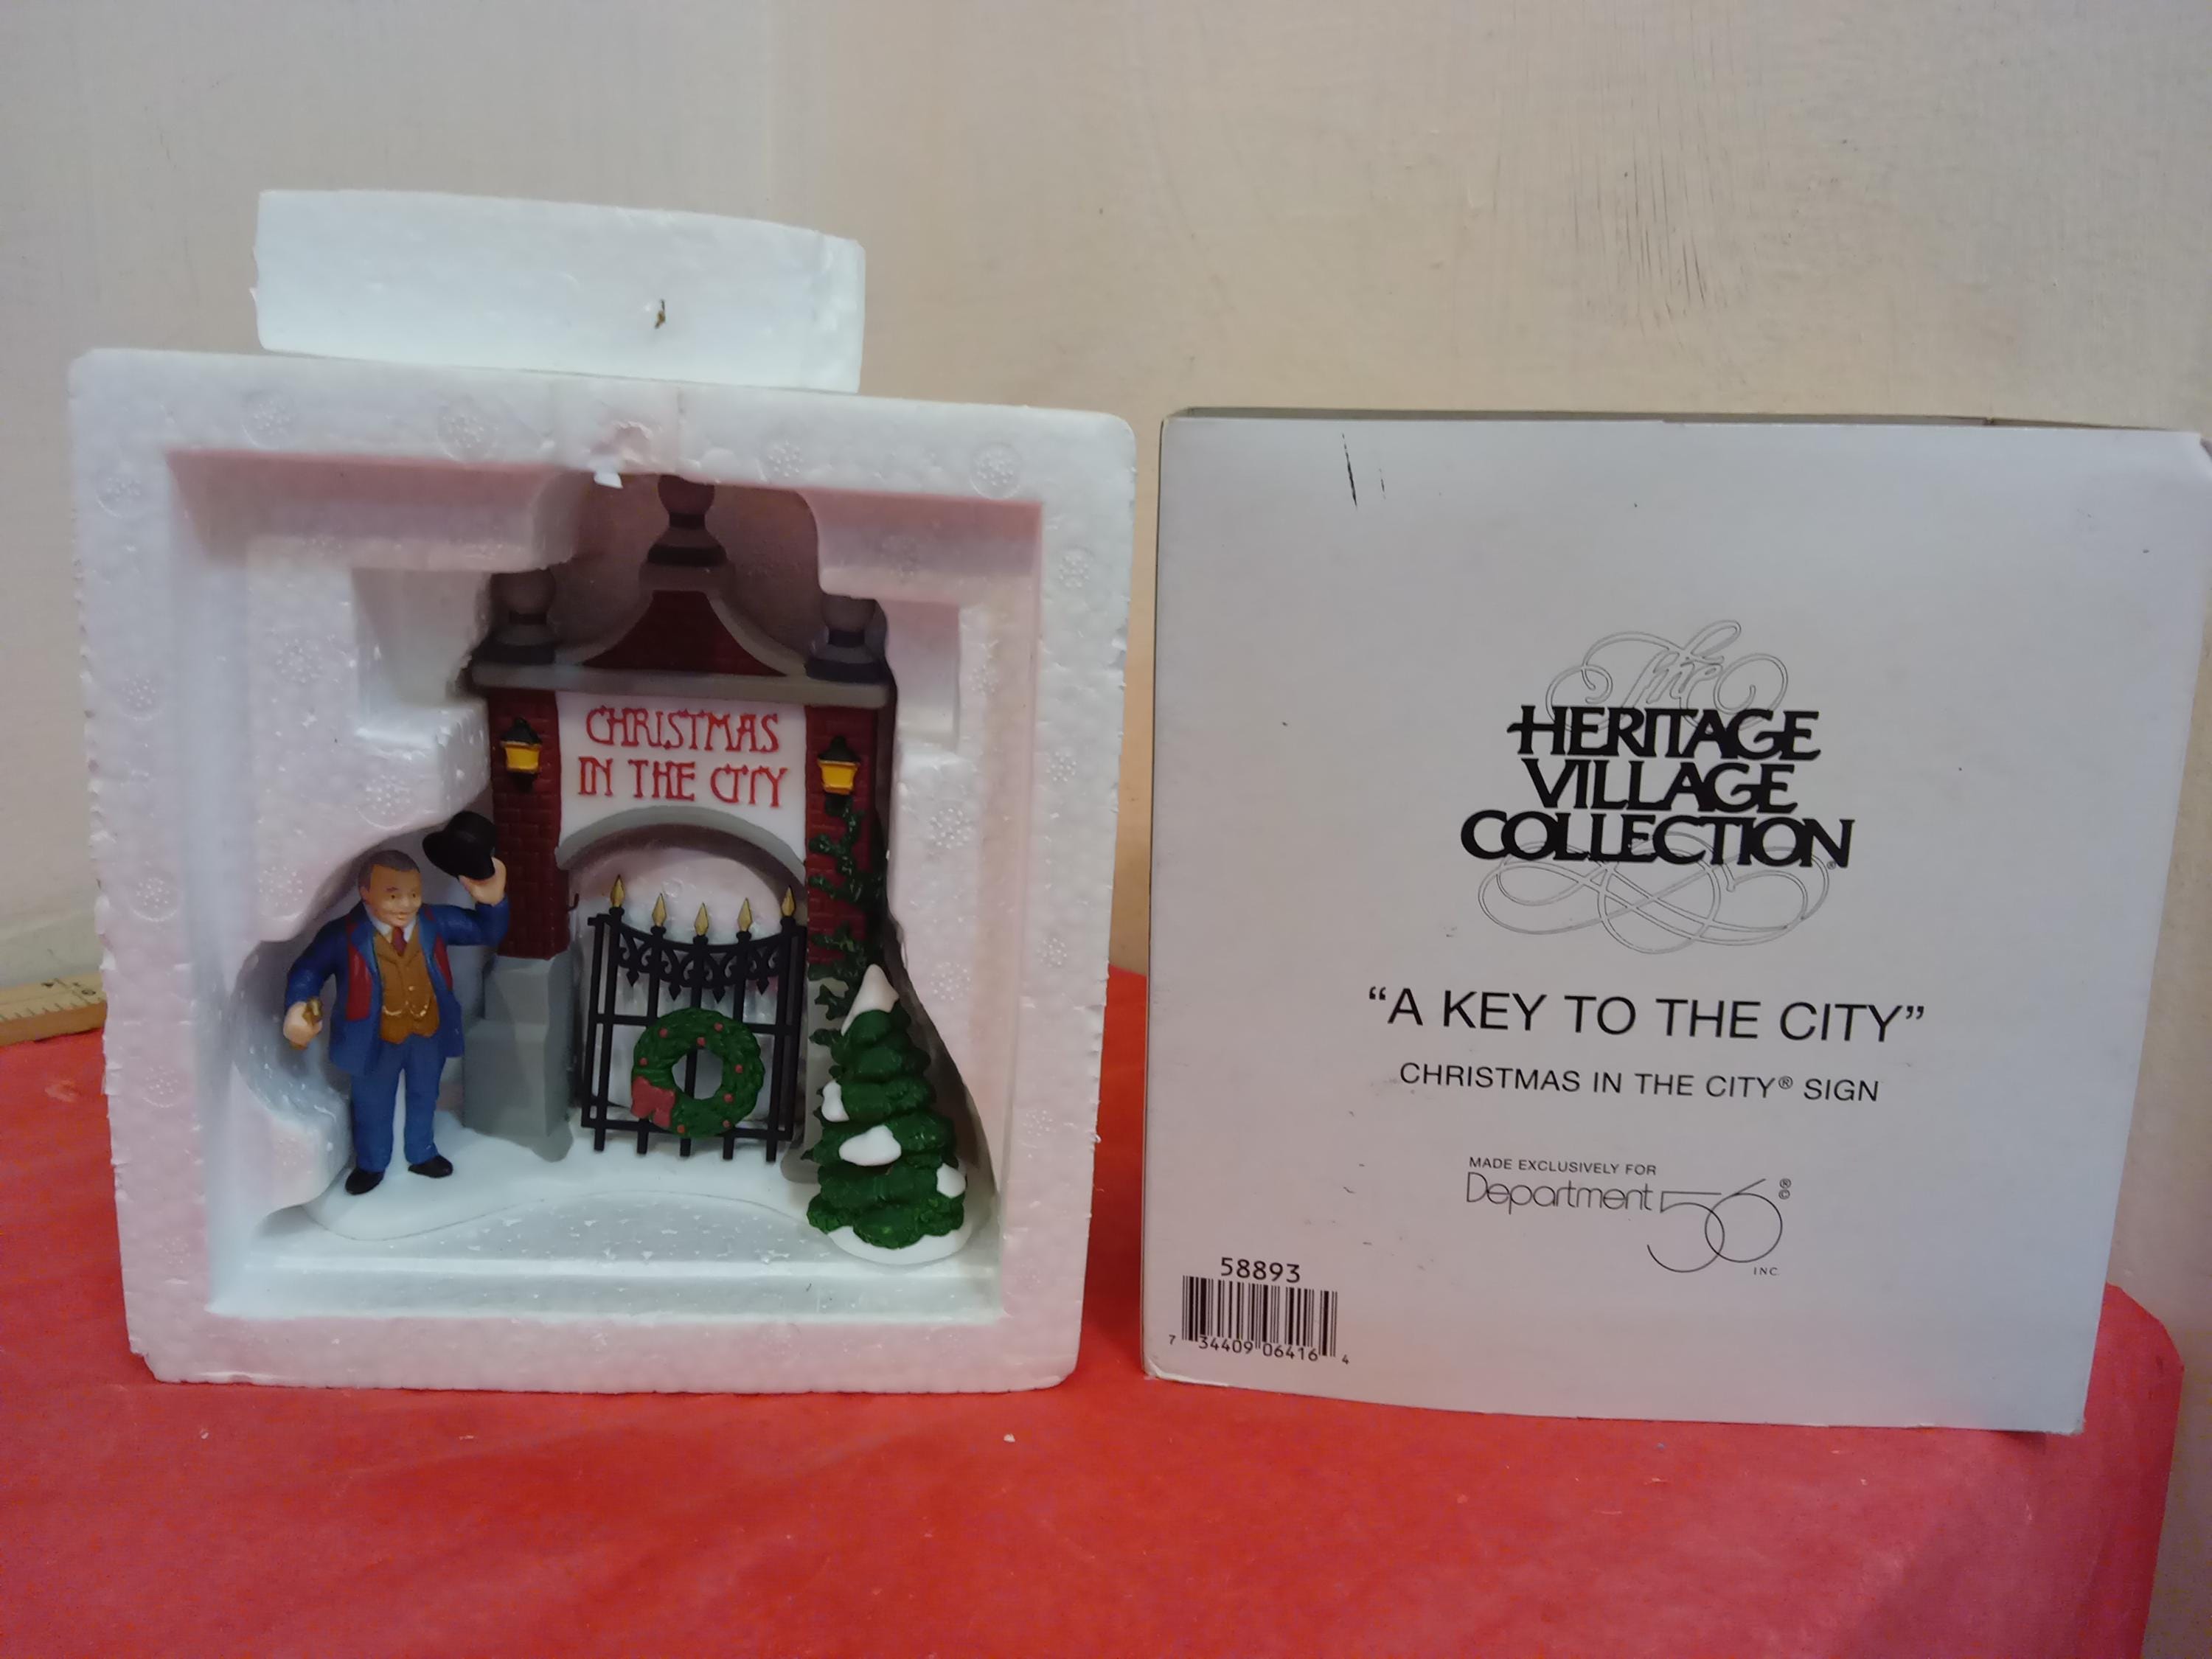 CHRISTMAS
IN THE CITY
The
HERITAGE
VILLAGE
COLLECTION®
“A KEY TO THE CITY”
CHRISTMAS IN THE CITY® SIGN
MADE EXCLUSIVELY FOR
Department 56 ®©
INC.
58893
7 34409 06416 4